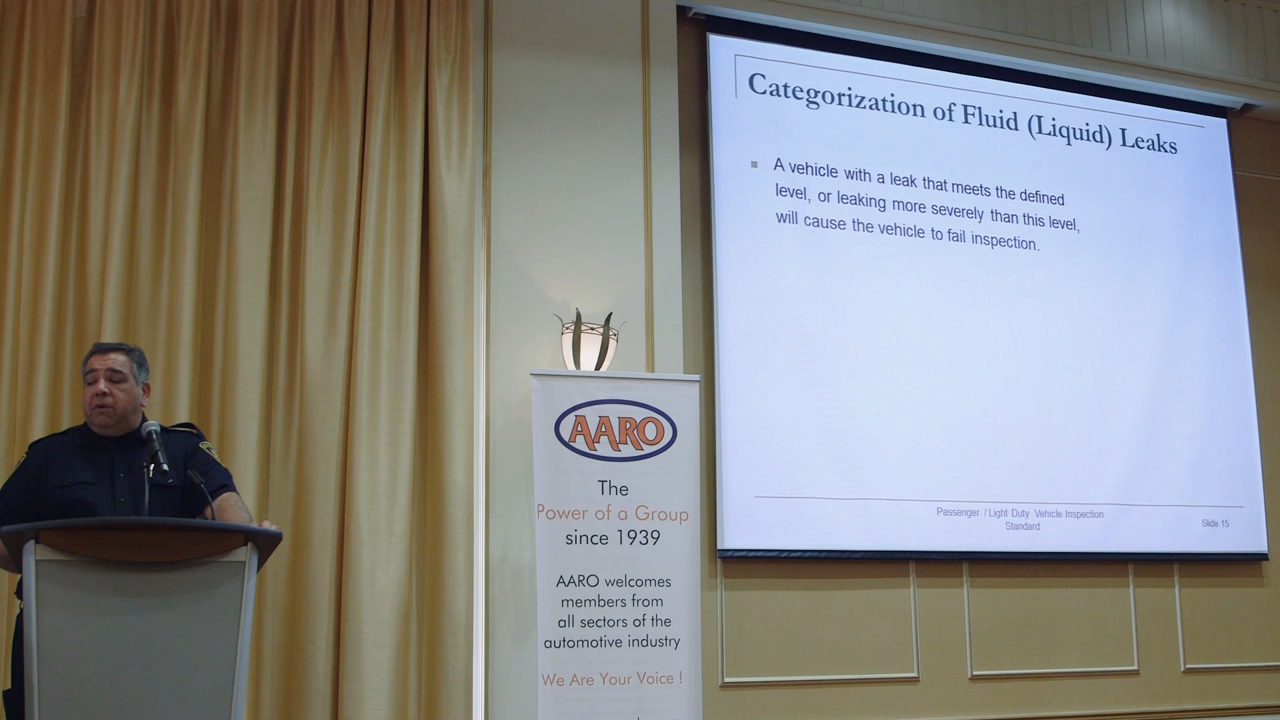 AARO
The
Power of a Group
since 1939
AARO welcomes
members from
all sectors of the
automotive industry
We Are Your Voice !
Categorization of Fluid (Liquid) Leaks
A vehicle with a leak that meets the defined
level, or leaking more severely than this level,
will cause the vehicle to fail inspection.
Passenger / Light Duty Vehicle Inspection
Standard
Slide 15